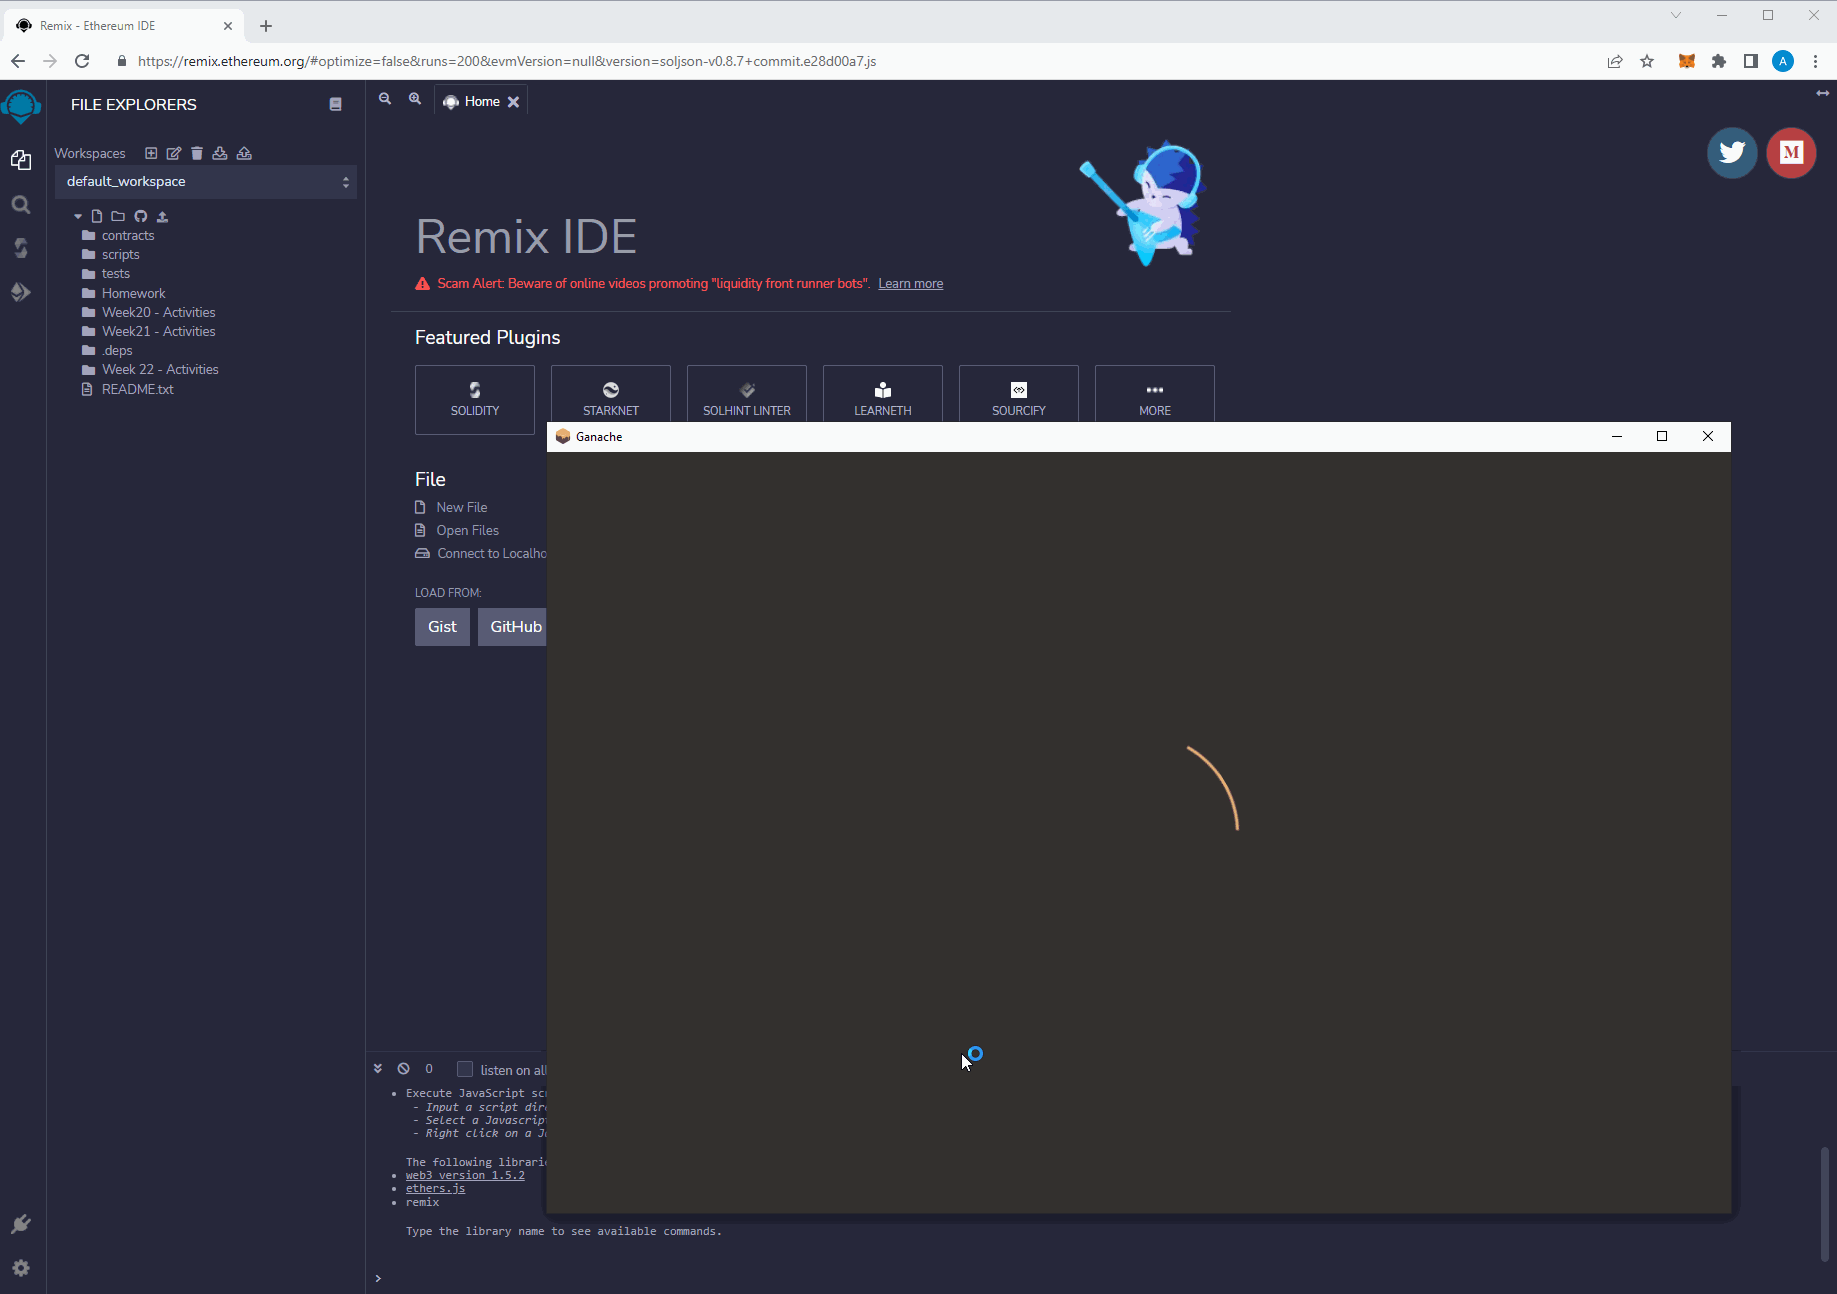 Remix - Ethereum IDE
https://remix.ethereum.org/#optimize=false&runs=200&evmVersion=null&version=soljson-v0.8.7+commit.e28d00a7.js
A
FILE EXPLORERS
Home
Workspaces
default_workspace
contracts
scripts
tests
Homework
Week20 - Activities
Week21 - Activities
.deps
Week 22 - Activities
README.txt
M
Remix IDE
Scam Alert: Beware of online videos promoting "liquidity front runner bots". Learn more
Featured Plugins
SOLIDITY
STARKNET
SOLHINT LINTER
LEARNETH
SOURCIFY
MORE
Ganache
File
New File
Open Files
Connect to Localho
LOAD FROM:
Gist
GitHub
0
listen on all
Execute JavaScript sc
- Input a script dire
- Select a Javascrip
- Right click on a Ja
The following librarie
web3 version 1.5.2
ethers.js
remix
Type the library name to see available commands.
>